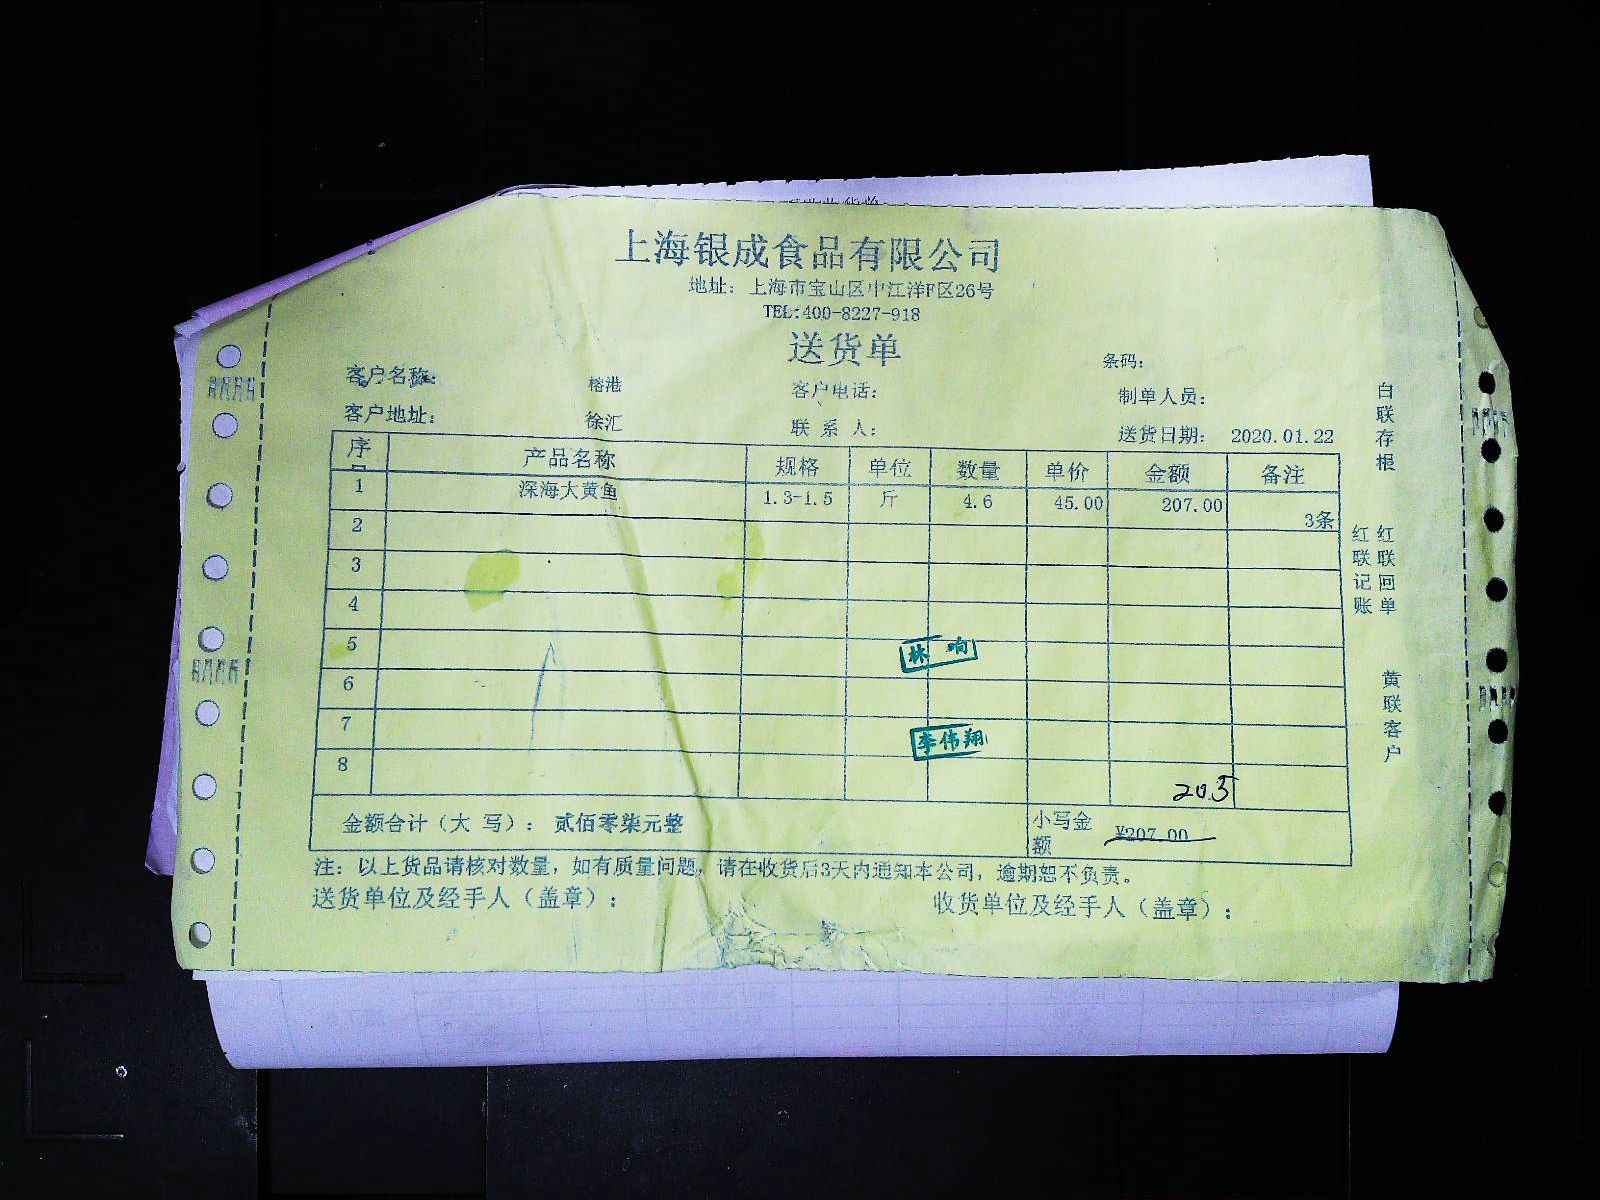 上海银成食品有限公司
地址：上海市宝山区中江洋F区26号
TEL:400-8227-918
送货单
条码：
客户名称： 榕港 客户电话： 制单人员：
客户地址： 徐汇 联系人： 送货日期： 2020.01.22
序 产品名称 规格 单位 数量 单价 金额 备注
1 深海大黄鱼 1.3-1.5 斤 4.6 45.00 207.00 3条
2
3
4
5
林响
6
7
李伟翔
8
205
金额合计（大 写）： 贰佰零柒元整 小写金额 ¥207.00
注：以上货品请核对数量，如有质量问题，请在收货后3天内通知本公司，逾期恕不负责。
送货单位及经手人（盖章）： 收货单位及经手人（盖章）：
白联存根
红联回单
红联记账
黄联客户